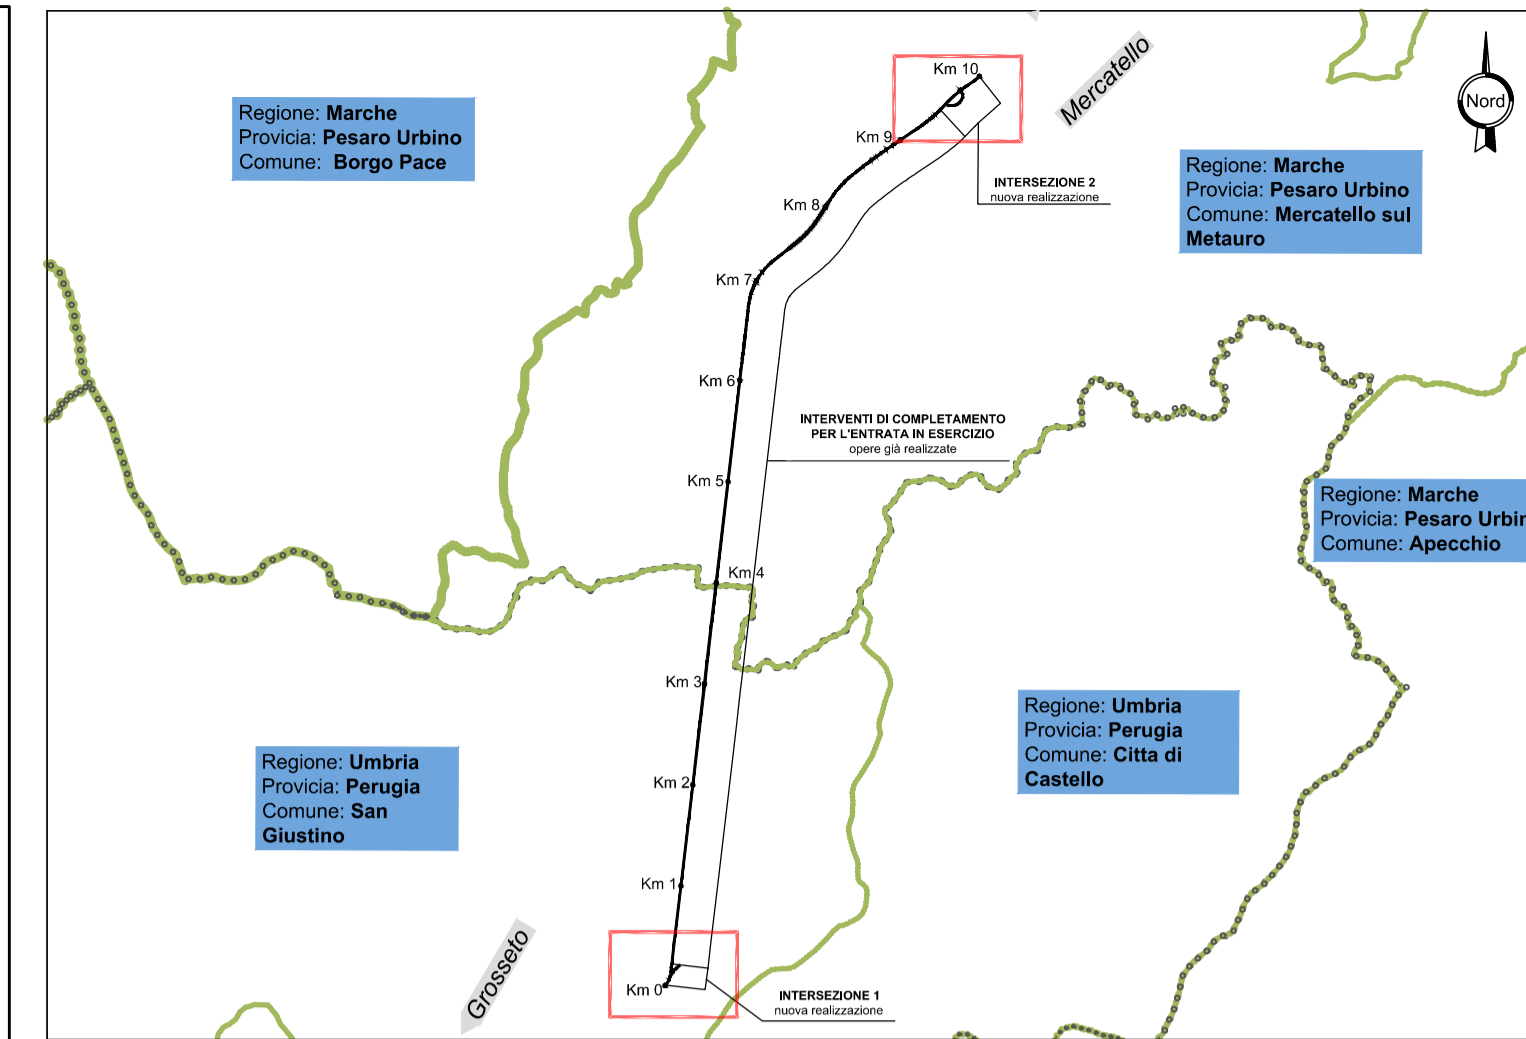 Km 10
Mercatello
Nord
Regione: Marche
Provicia: Pesaro Urbino
Comune: Borgo Pace
Km 9
Regione: Marche
Provicia: Pesaro Urbino
Comune: Mercatello sul
Metauro
INTERSEZIONE 2
nuova realizzazione
Km 8
Km 7
Km 6
INTERVENTI DI COMPLETAMENTO
PER L'ENTRATA IN ESERCIZIO
opere già realizzate
Km 5
Regione: Marche
Provicia: Pesaro Urbin
Comune: Apecchio
Km 4
Km 3
Regione: Umbria
Provicia: Perugia
Comune: Citta di
Castello
Regione: Umbria
Provicia: Perugia
Comune: San
Giustino
Km 2
Km 1
Grosseto
Km 0
INTERSEZIONE 1
nuova realizzazione